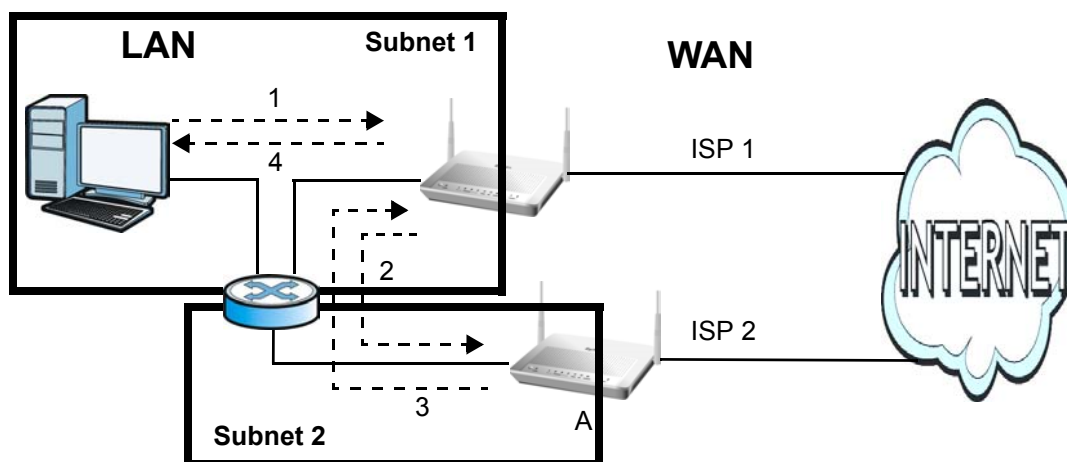 LAN
Subnet 1
WAN
1
4
ISP 1
2
INTERNET
ISP 2
3
A
Subnet 2